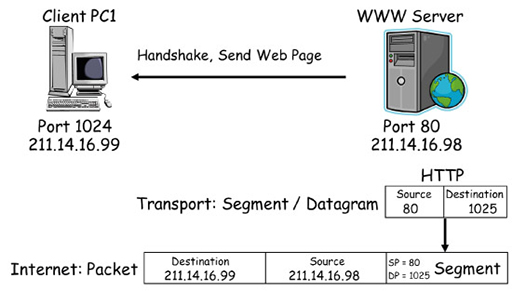 Client PC1
WWW Server
Handshake, Send Web Page
Port 1024
211.14.16.99
Port 80
211.14.16.98
HTTP
Transport: Segment / Datagram
Source
80
Destination
1025
Internet: Packet
Destination
211.14.16.99
Source
211.14.16.98
SP = 80
DP = 1025
Segment